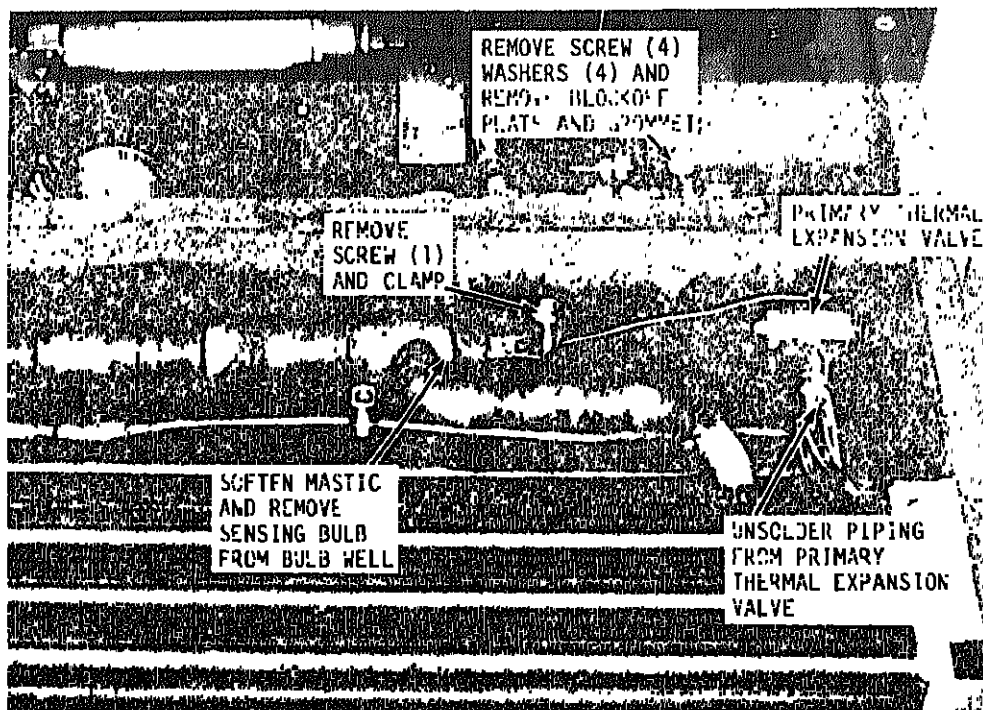 REMOVE SCREW (4)
WASHERS (4) AND
REMOVE BLOCKOFF
PLATE AND GROMMET
REMOVE
SCREW (1)
AND CLAMP
PRIMARY THERMAL
EXPANSION VALVE
SOFTEN MASTIC
AND REMOVE
SENSING BULB
FROM BULB WELL
UNSOLDER PIPING
FROM PRIMARY
THERMAL EXPANSION
VALVE